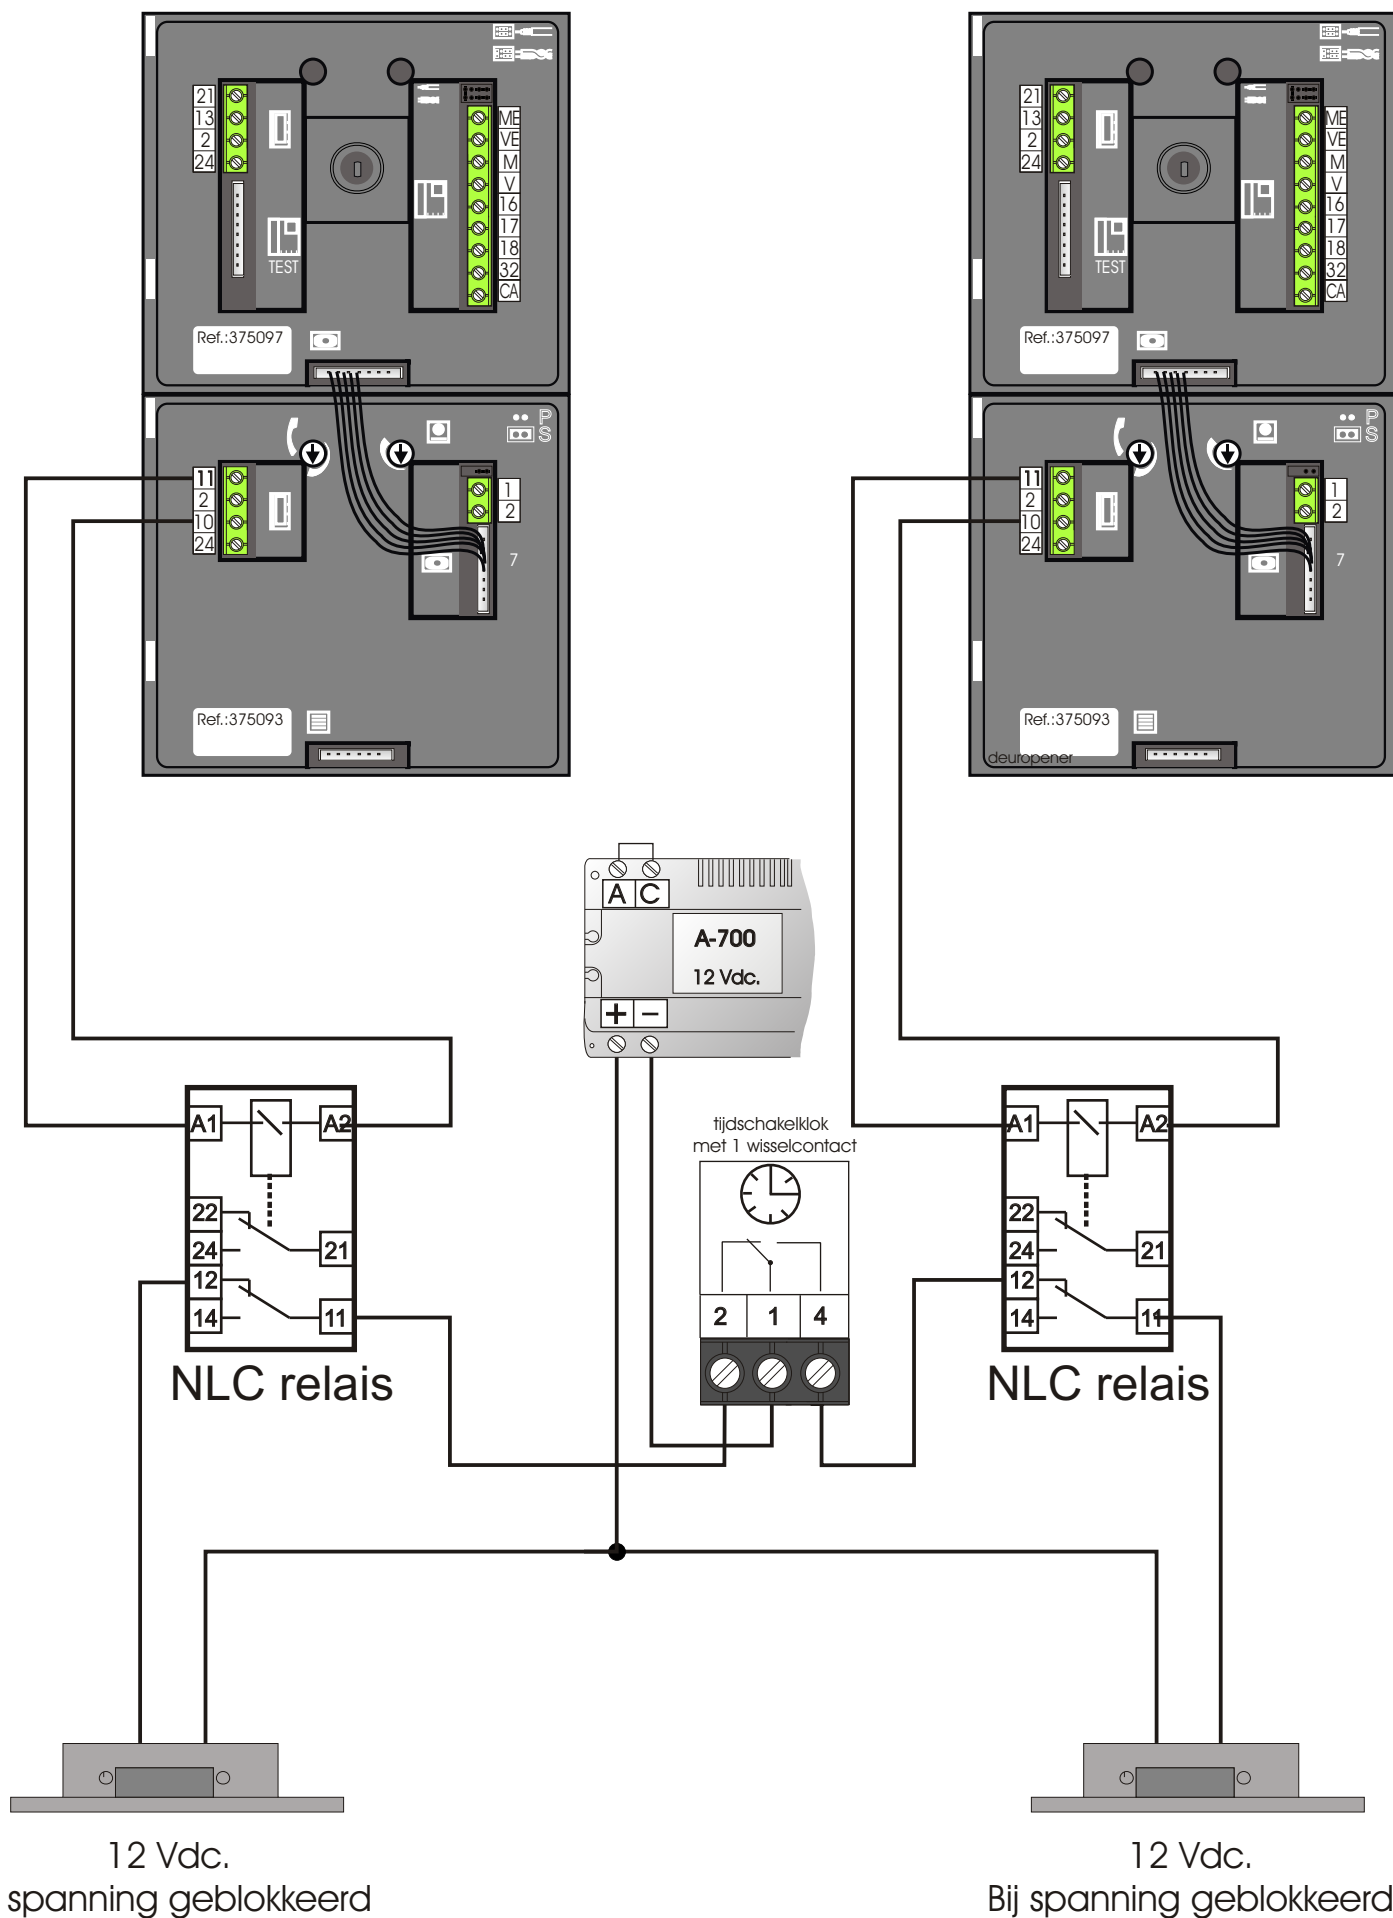 21
13
2
24
ME
VE
M
V
16
17
18
32
CA
TEST
Ref.:375097
P
S
11
2
10
24
1
2
7
Ref.:375093
21
13
2
24
ME
VE
M
V
16
17
18
32
CA
TEST
Ref.:375097
P
S
11
2
10
24
1
2
7
Ref.:375093
deuropener
A C
A-700
12 Vdc.
+ −
tijdschakelklok
met 1 wisselcontact
2 1 4
A1 A2
22
24 21
12
14 11
NLC relais
A1 A2
22
24 21
12
14 11
NLC relais
12 Vdc.
spanning geblokkeerd
12 Vdc.
Bij spanning geblokkeerd